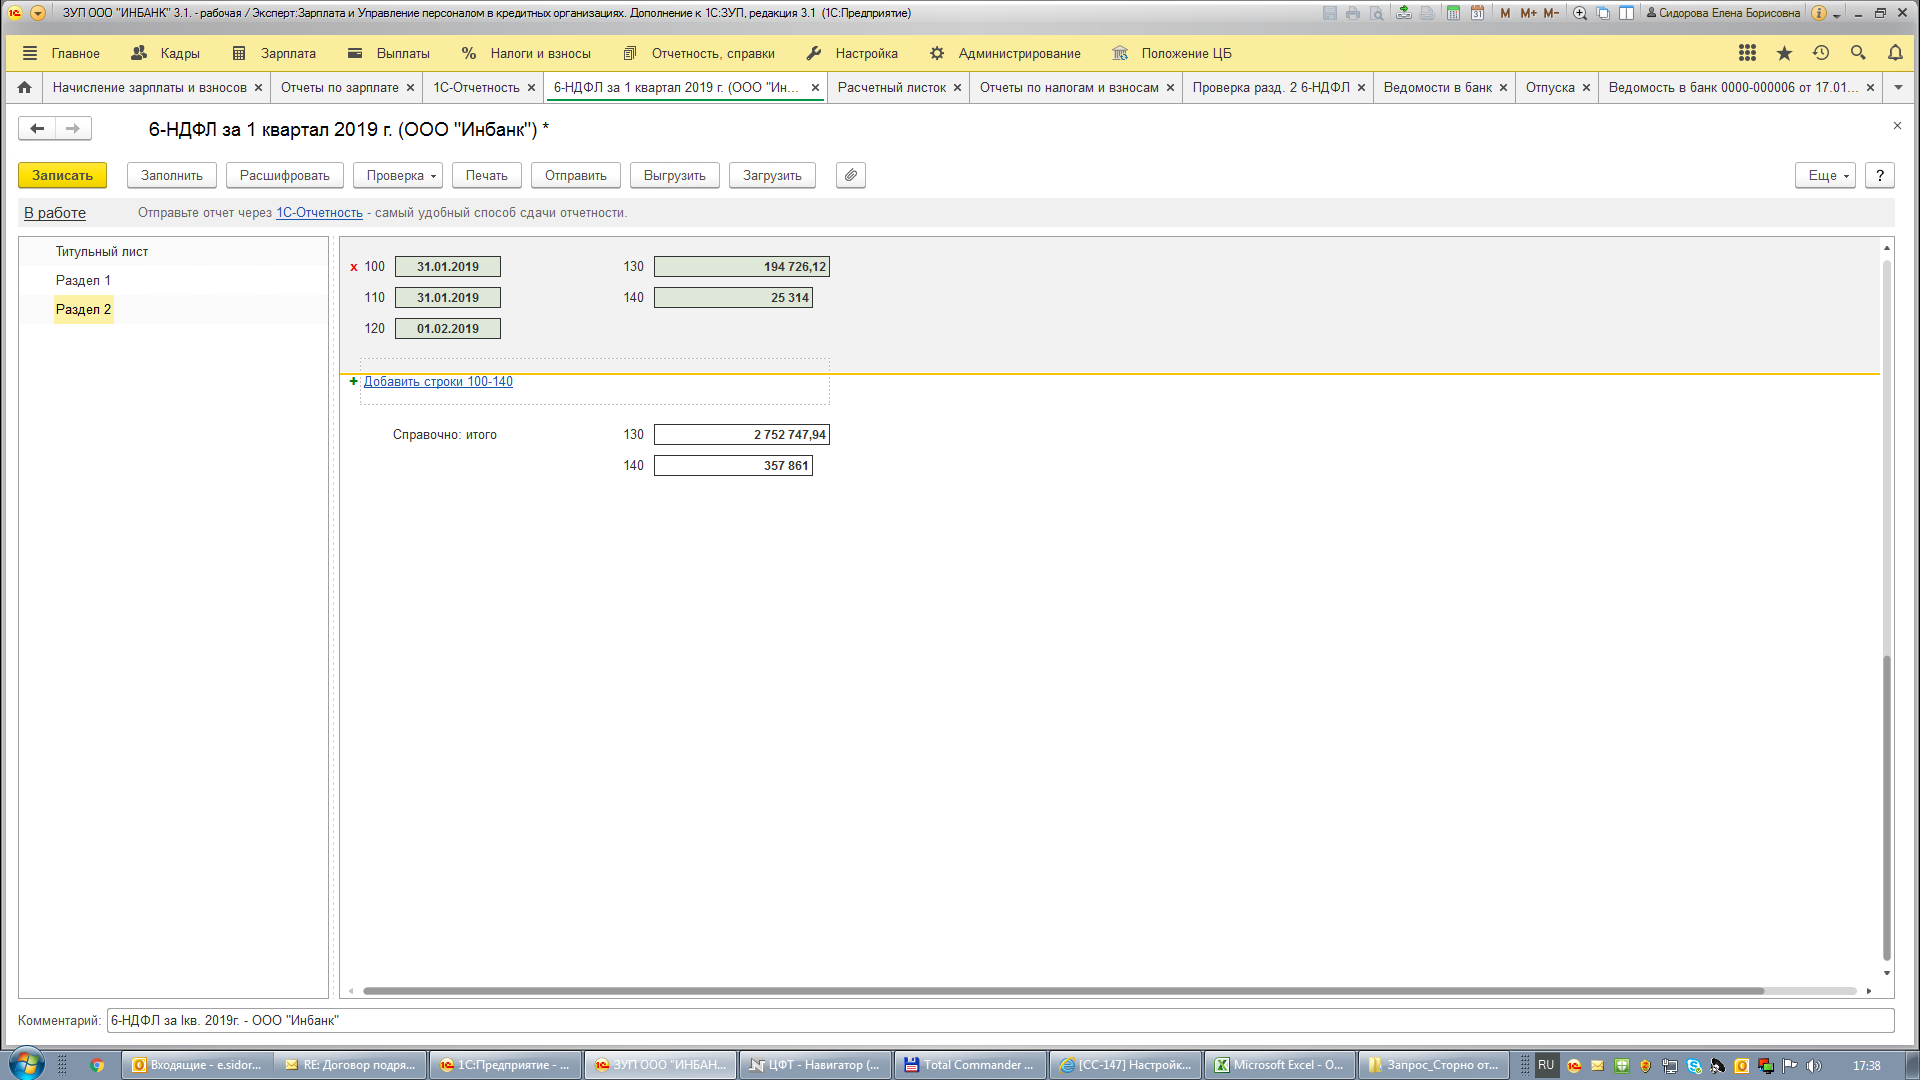 ЗУП ООО "ИНБАНК" 3.1. - рабочая / Эксперт:Зарплата и Управление персоналом в кредитных организациях. Дополнение к 1С:ЗУП, редакция 3.1 (1С:Предприятие)
31 M M+ M- Сидорова Елена Борисовна
Главное Кадры Зарплата Выплаты % Налоги и взносы Отчетность, справки Настройка Администрирование Положение ЦБ
Начисление зарплаты и взносов Отчеты по зарплате 1С-Отчетность 6-НДФЛ за 1 квартал 2019 г. (ООО "Ин... Расчетный листок Отчеты по налогам и взносам Проверка разд. 2 6-НДФЛ Ведомости в банк Отпуска Ведомость в банк 0000-000006 от 17.01...
6-НДФЛ за 1 квартал 2019 г. (ООО "Инбанк") *
Записать Заполнить Расшифровать Проверка Печать Отправить Выгрузить Загрузить Еще ?
В работе Отправьте отчет через 1С-Отчетность - самый удобный способ сдачи отчетности.
Титульный лист
Раздел 1
Раздел 2
x 100 31.01.2019 130 194 726,12
110 31.01.2019 140 25 314
120 01.02.2019
+ Добавить строки 100-140
Справочно: итого 130 2 752 747,94
140 357 861
Комментарий: 6-НДФЛ за Iкв. 2019г. - ООО "Инбанк"
Входящие - e.sidor... RE: Договор подря... 1С:Предприятие - ... ЗУП ООО "ИНБАН... ЦФТ - Навигатор (... Total Commander ... [СС-147] Настройк... Microsoft Excel - О... Запрос_Сторно от... RU 17:38